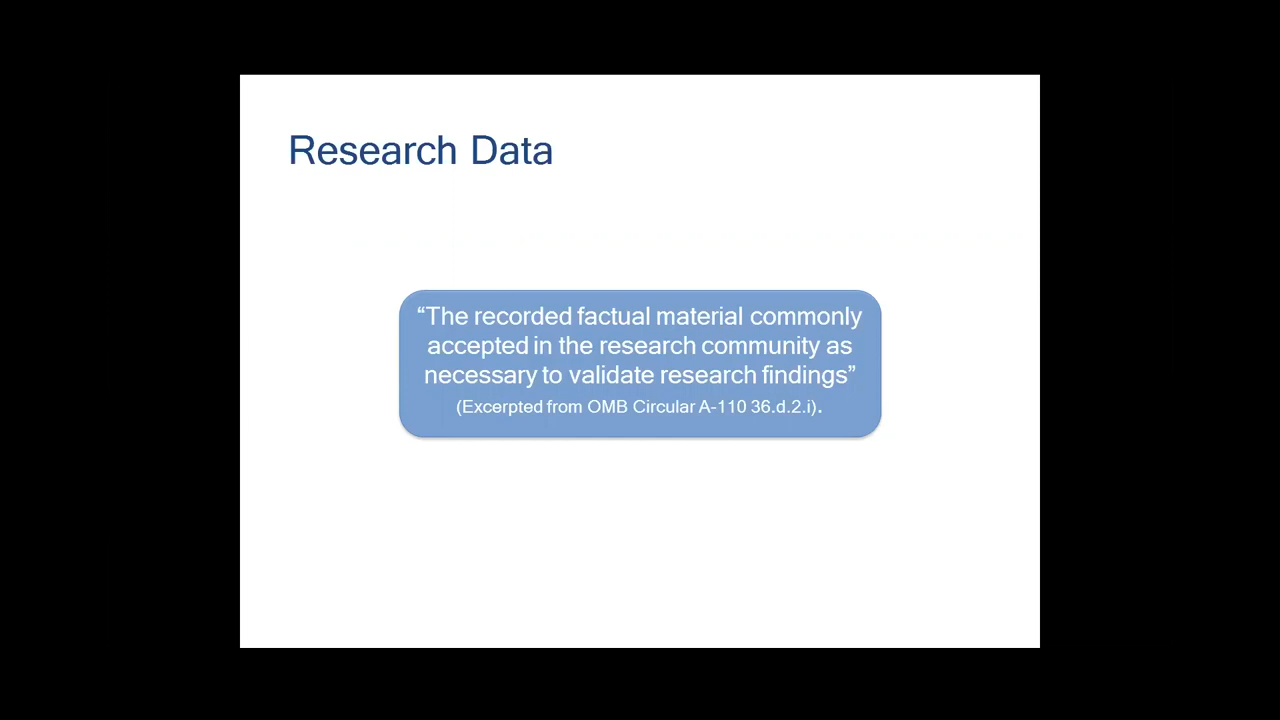 Research Data
“The recorded factual material commonly
accepted in the research community as
necessary to validate research findings”
(Excerpted from OMB Circular A-110 36.d.2.i).